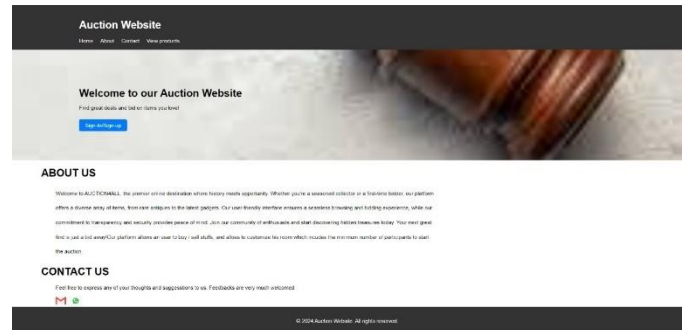 Auction Website
Home About Contact View products
Welcome to our Auction Website
Find great deals and bid on items you love!
Sign in/Sign up
ABOUT US
Welcome to AUCTION4ALL, the premier online destination where history meets opportunity. Whether you're a seasoned collector or a first-time bidder, our platform
offers a diverse array of items, from rare antiques to the latest gadgets. Our user-friendly interface ensures a seamless browsing and bidding experience, while our
commitment to transparency and security provides peace of mind. Join our community of enthusiasts and start discovering hidden treasures today. Your next great
find is just a bid away!Our platform allows an user to buy / sell stuffs, and allows to customize his room which includes the minimum number of participants to start
the auction.
CONTACT US
Feel free to express any of your thoughts and suggessations to us. Feedbacks are very much welcomed.
© 2024 Auction Website. All rights reserved.